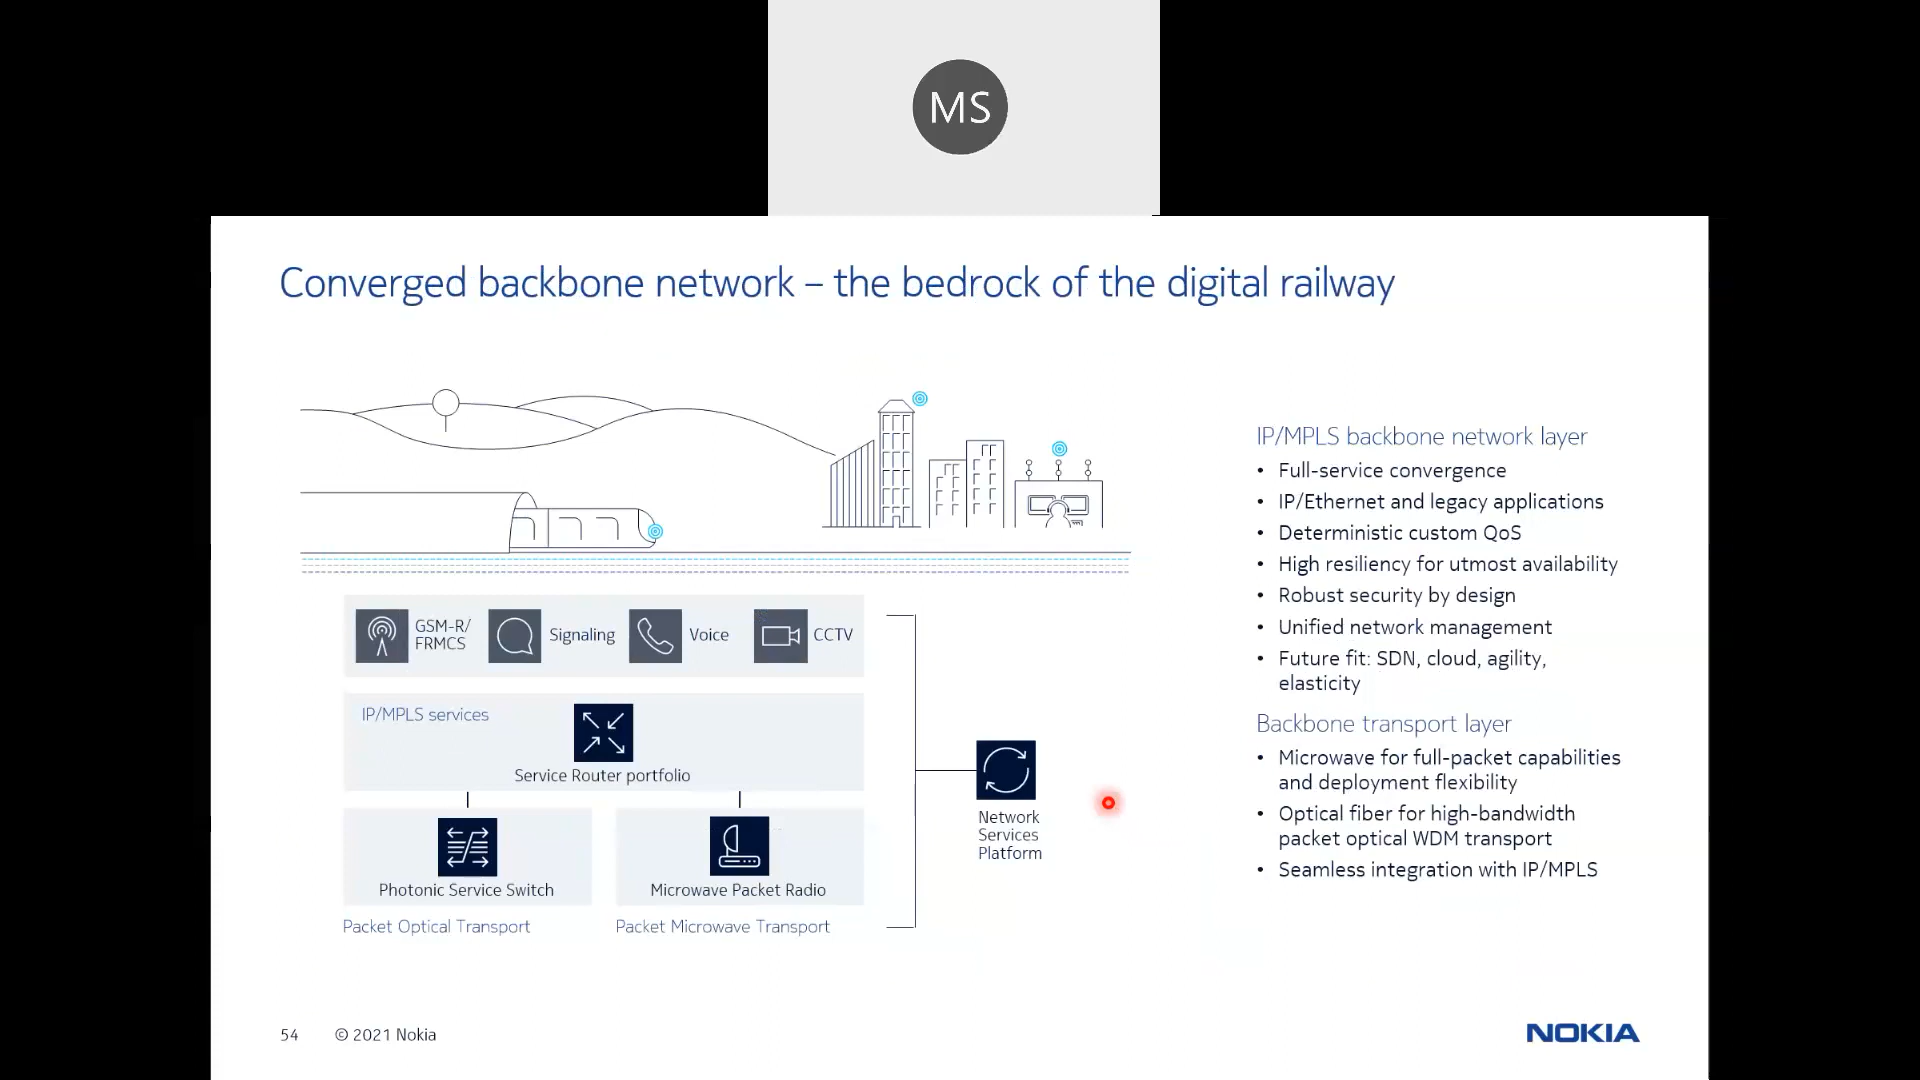 MS
Converged backbone network – the bedrock of the digital railway
GSM-R/
FRMCS
Signaling
Voice
CCTV
IP/MPLS services
Service Router portfolio
Photonic Service Switch
Microwave Packet Radio
Packet Optical Transport
Packet Microwave Transport
Network
Services
Platform
IP/MPLS backbone network layer
• Full-service convergence
• IP/Ethernet and legacy applications
• Deterministic custom QoS
• High resiliency for utmost availability
• Robust security by design
• Unified network management
• Future fit: SDN, cloud, agility,
elasticity
Backbone transport layer
• Microwave for full-packet capabilities
and deployment flexibility
• Optical fiber for high-bandwidth
packet optical WDM transport
• Seamless integration with IP/MPLS
54
© 2021 Nokia
NOKIA